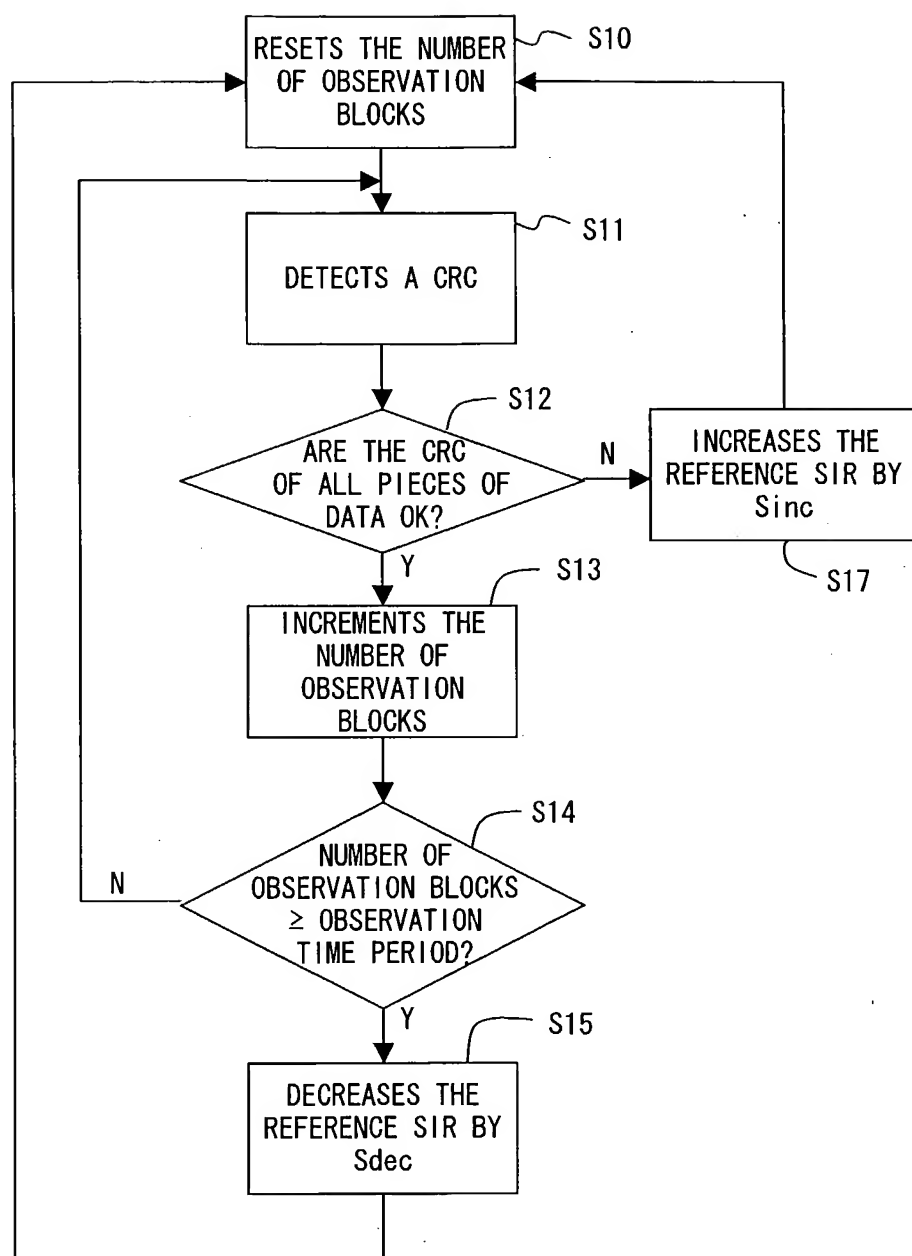 RESETS THE NUMBER
OF OBSERVATION
BLOCKS
S10
DETECTS A CRC
S11
ARE THE CRC
OF ALL PIECES OF
DATA OK?
S12
N
Y
INCREASES THE
REFERENCE SIR BY
Sinc
S17
INCREMENTS THE
NUMBER OF
OBSERVATION
BLOCKS
S13
NUMBER OF
OBSERVATION BLOCKS
≥ OBSERVATION
TIME PERIOD?
S14
N
Y
DECREASES THE
REFERENCE SIR BY
Sdec
S15